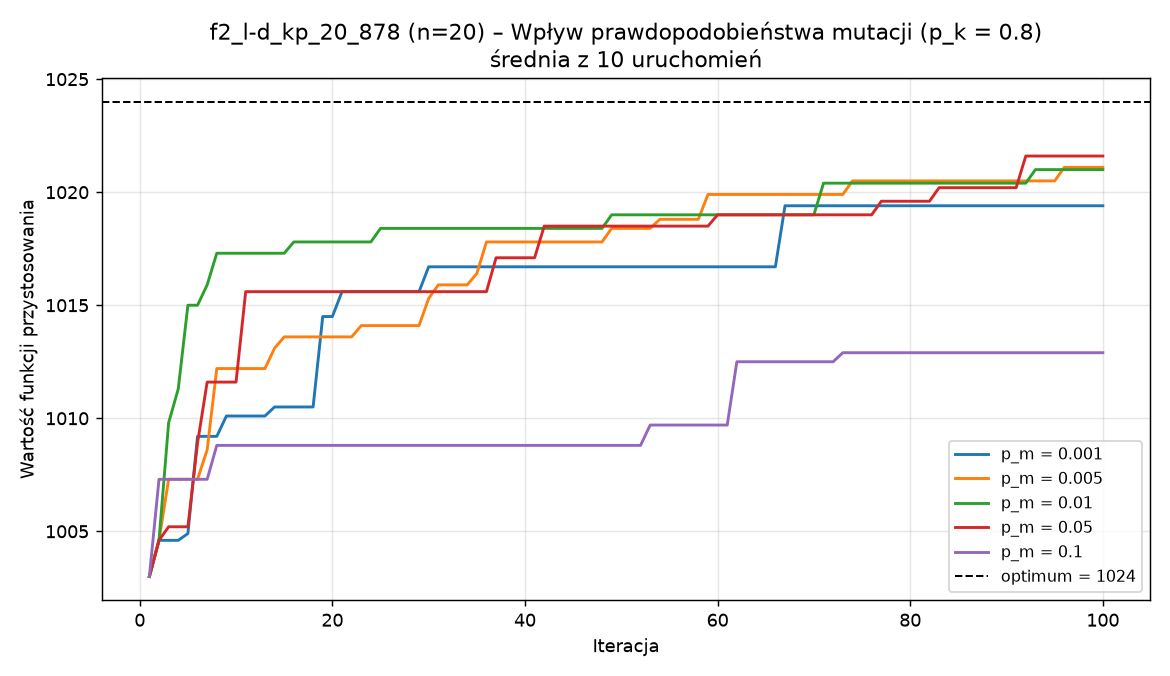 f2_l-d_kp_20_878 (n=20) – Wpływ prawdopodobieństwa mutacji (p_k = 0.8)
średnia z 10 uruchomień
Wartość funkcji przystosowania
1025
1020
1015
1010
1005
0 20 40 60 80 100
Iteracja
p_m = 0.001
p_m = 0.005
p_m = 0.01
p_m = 0.05
p_m = 0.1
optimum = 1024